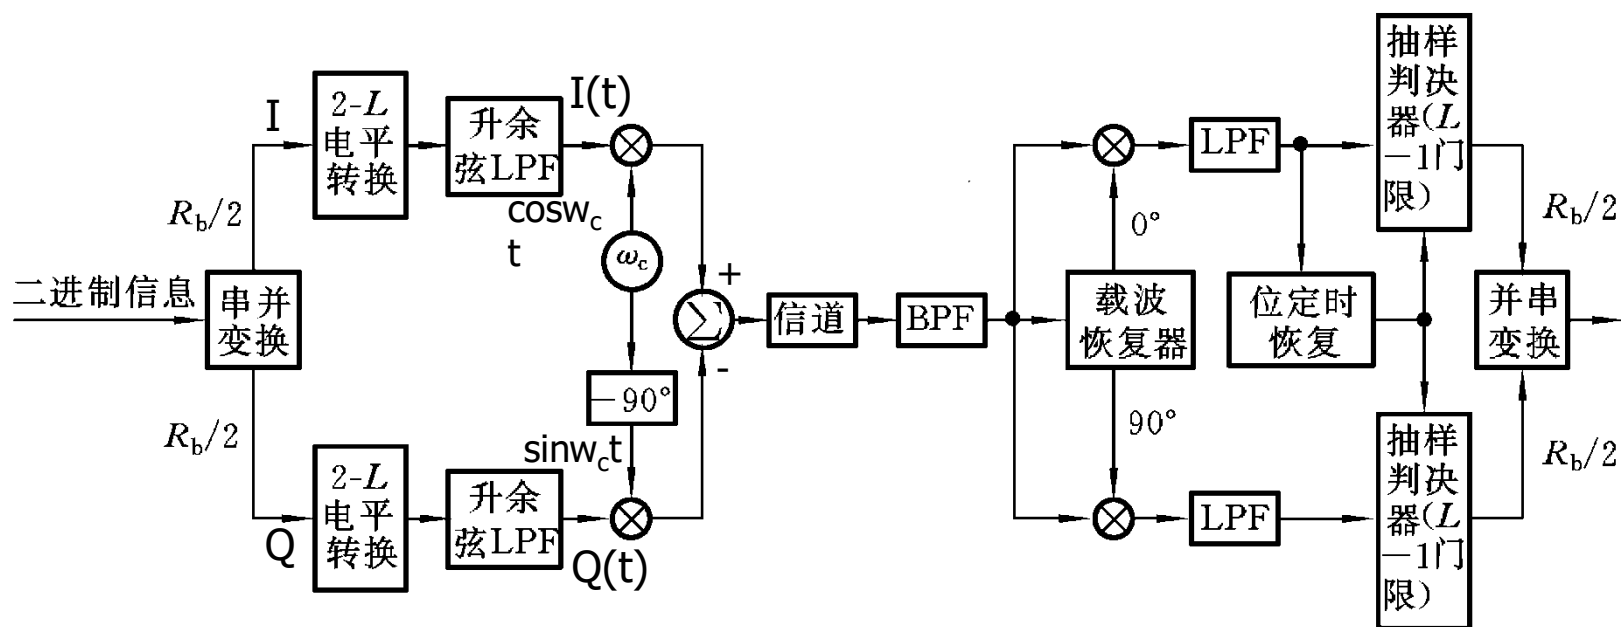 二进制信息
串并
变换
R_b/2
R_b/2
I
Q
2-L
电平
转换
升余
弦LPF
I(t)
cosw_c
t
ω_c
－90°
sinw_ct
2-L
电平
转换
升余
弦LPF
Q(t)
+
∑
-
信道
BPF
0°
载波
恢复器
90°
LPF
LPF
位定时
恢复
抽样
判决
器(L
－1门
限)
抽样
判决
器(L
－1门
限)
R_b/2
并串
变换
R_b/2